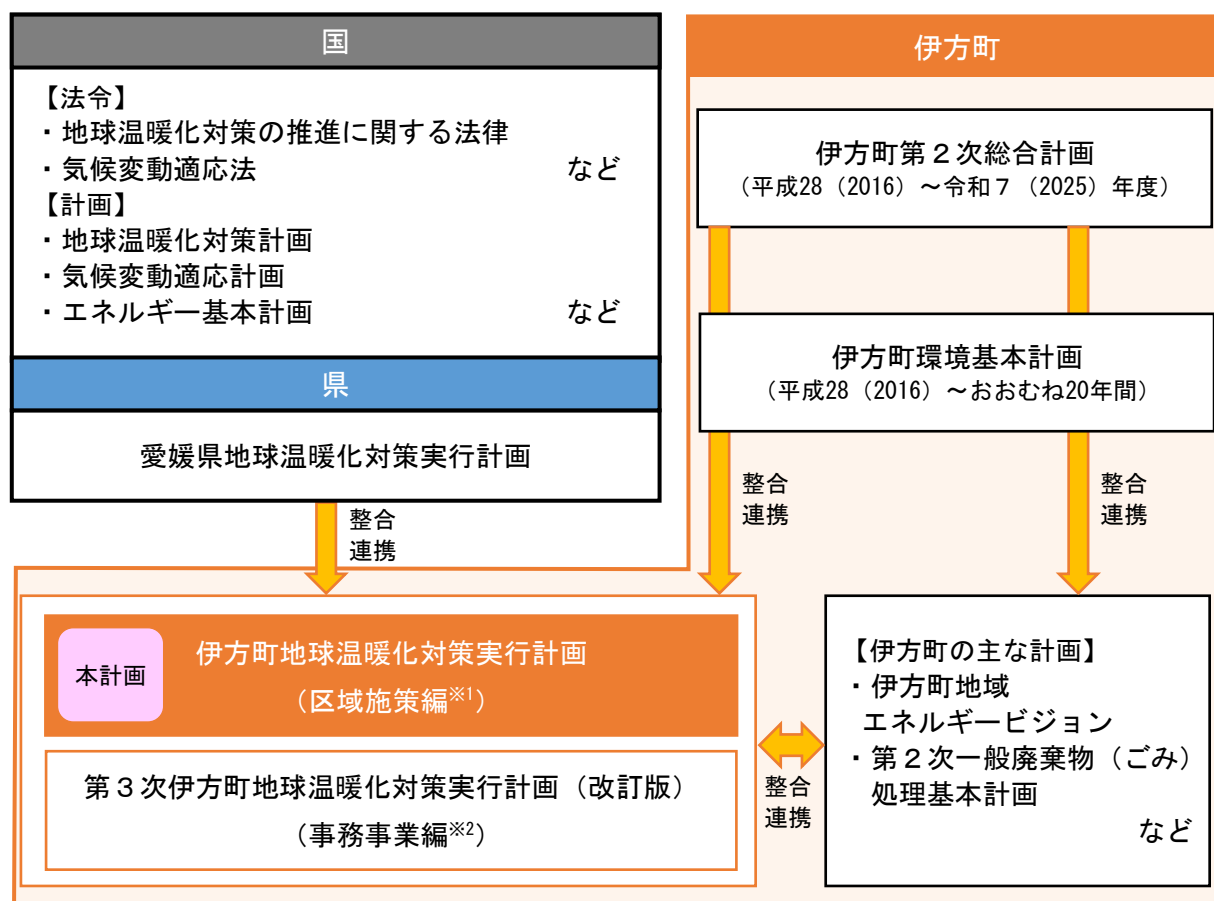 国
【法令】
・地球温暖化対策の推進に関する法律
・気候変動適応法 など
【計画】
・地球温暖化対策計画
・気候変動適応計画
・エネルギー基本計画 など
県
愛媛県地球温暖化対策実行計画
整合
連携
伊方町
伊方町第２次総合計画
（平成28（2016）～令和７（2025）年度）
伊方町環境基本計画
（平成28（2016）～おおむね20年間）
整合
連携
整合
連携
本計画
伊方町地球温暖化対策実行計画
（区域施策編※1）
第３次伊方町地球温暖化対策実行計画（改訂版）
（事務事業編※2）
整合
連携
【伊方町の主な計画】
・伊方町地域
エネルギービジョン
・第２次一般廃棄物（ごみ）
処理基本計画
など